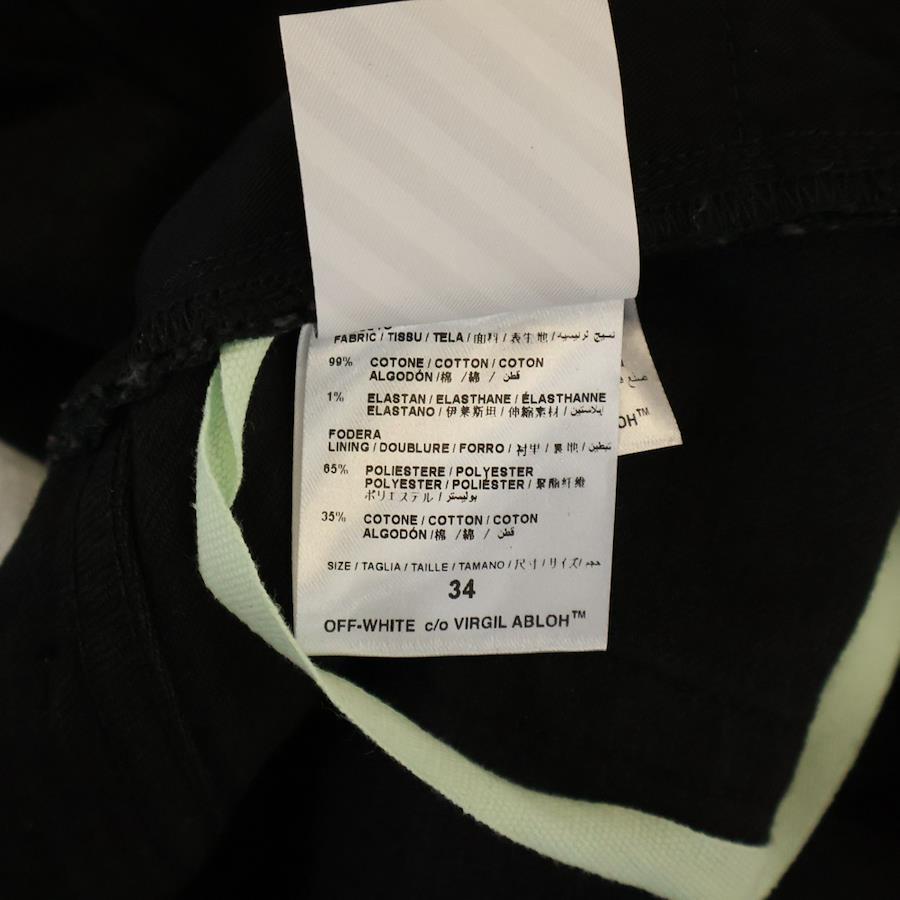 FABRIC / TISSU / TELA / 面料 / 表生地 / نسيج
99% COTONE / COTTON / COTON
ALGODÓN /棉 / 綿 / قطن
1% ELASTAN / ELASTHANE / ÉLASTHANNE
ELASTANO / 伊莱斯坦 / 伸縮素材 / إيلاستين
FODERA
LINING / DOUBLURE / FORRO / 衬里 / 裏地 / تبطين
65% POLIESTERE / POLYESTER
POLYESTER / POLIÉSTER / 聚酯纤维
ポリエステル / بوليستر
35% COTONE / COTTON / COTON
ALGODÓN /棉 / 綿 / قطن
SIZE / TAGLIA / TAILLE / TAMANO / 尺寸 / サイズ / حجم
34
OFF-WHITE c/o VIRGIL ABLOH™
صنع
OH™